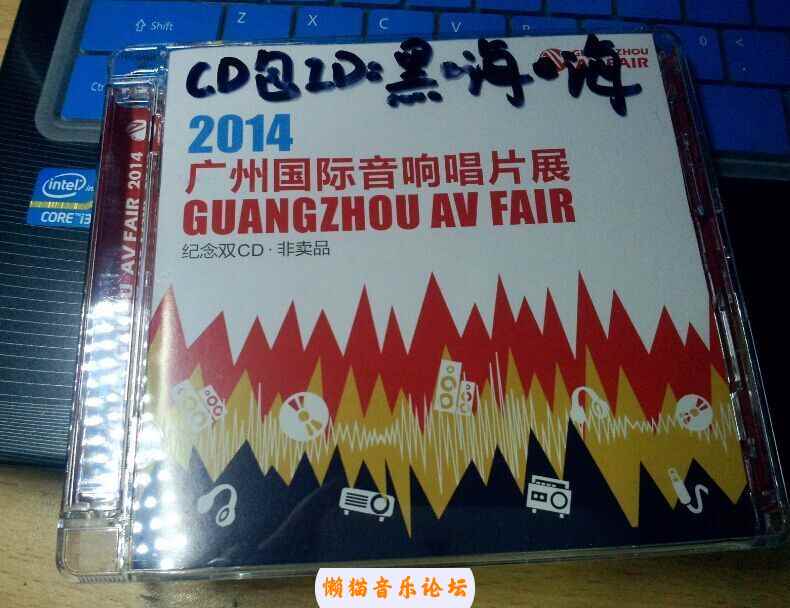 Shift
Z
X
C
V
Ctrl
CD包2D:黑嗨嗨
GUANGZHOU
AV FAIR
2014
广州国际音响唱片展
GUANGZHOU AV FAIR
纪念双CD·非卖品
AV FAIR 2014
intel
CORE i3
懒猫音乐论坛